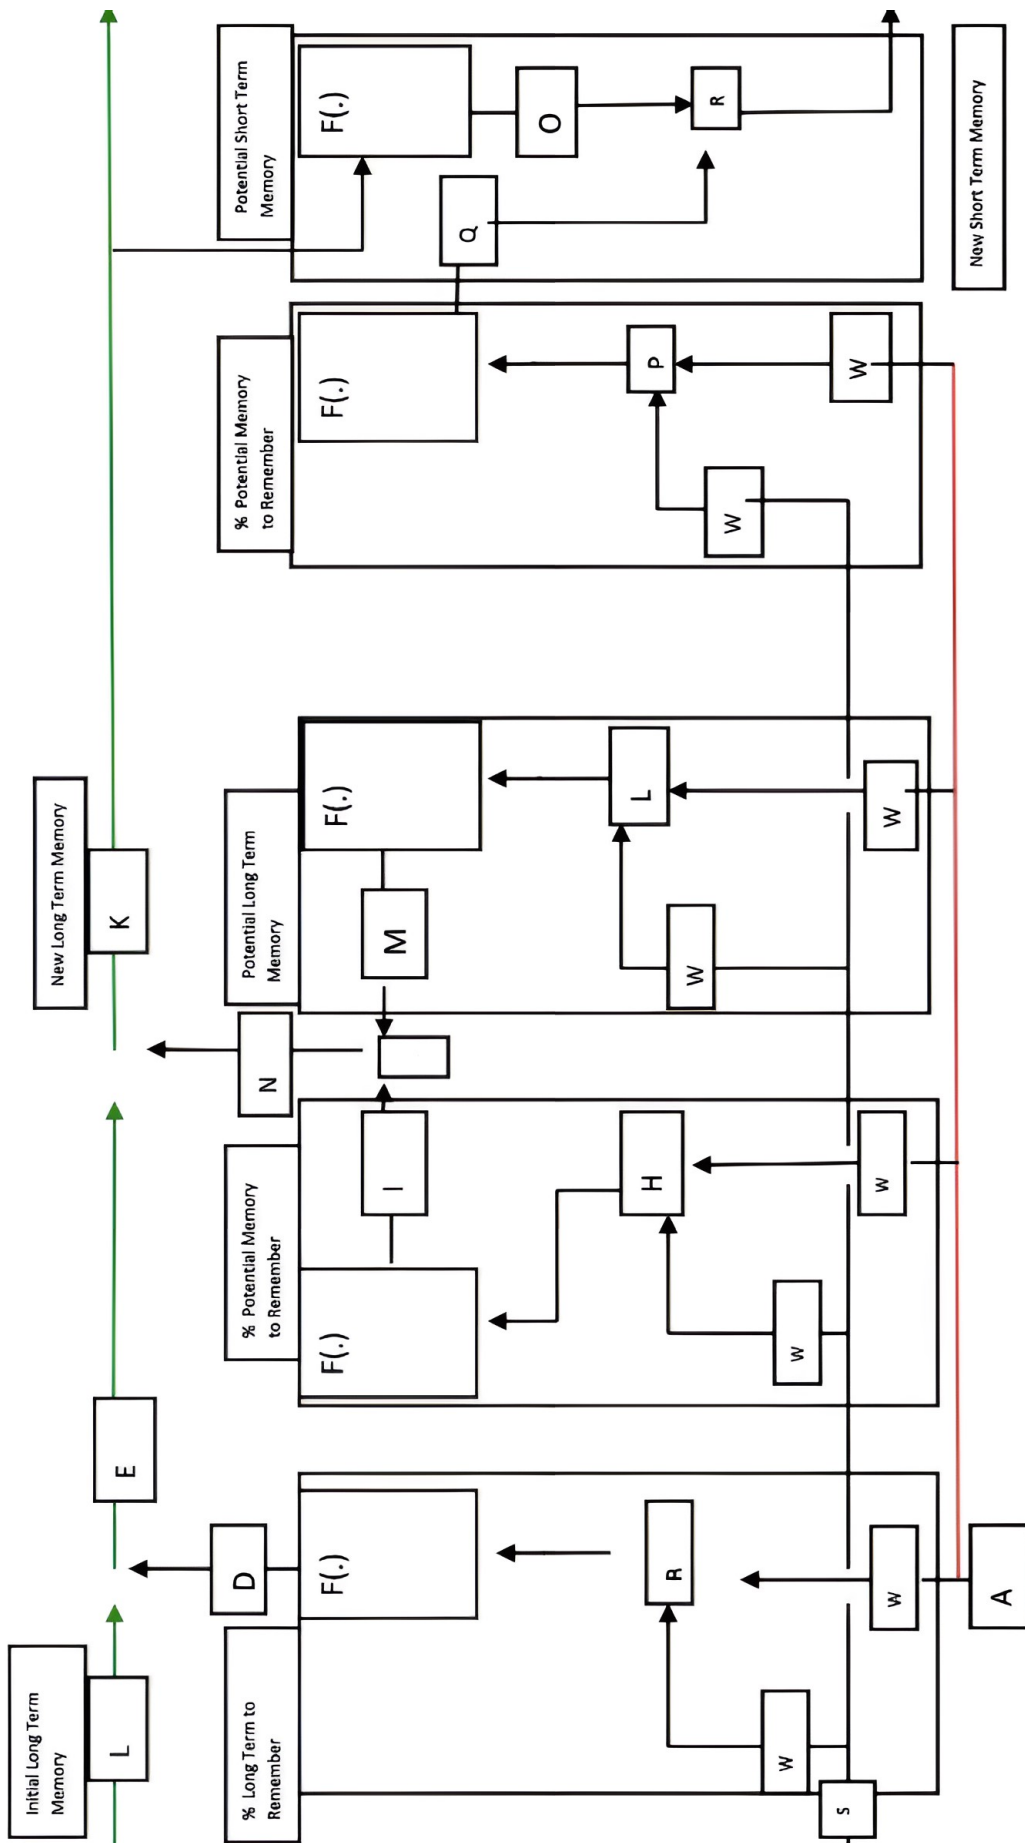 Initial Long Term
Memory
New Long Term Memory
L
E
K
D
N
% Long Term to
Remember
% Potential Memory
to Remember
Potential Long Term
Memory
% Potential Memory
to Remember
Potential Short Term
Memory
F(.)
F(.)
F(.)
F(.)
F(.)
I
M
Q
O
R
H
L
P
R
W
W
W
W
S
W
W
W
W
A
New Short Term Memory